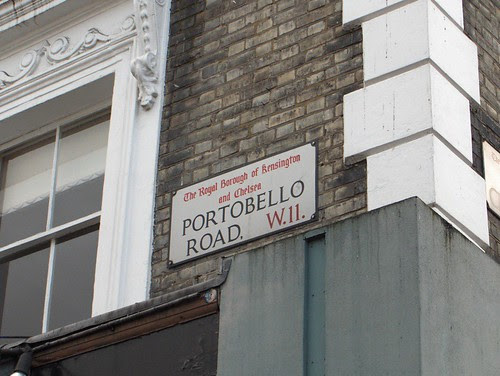 The Royal Borough of Kensington
and Chelsea
PORTOBELLO
ROAD, W.11.